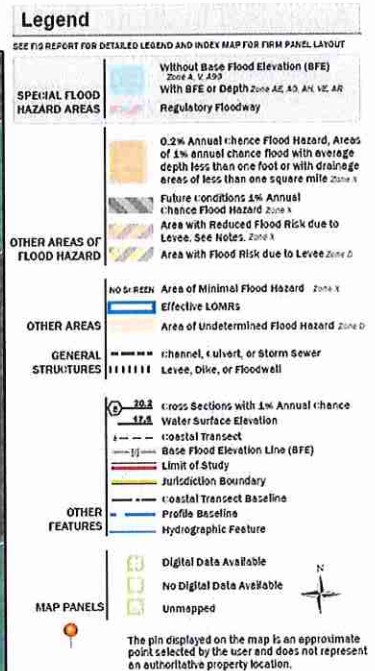 Legend
SEE FIS REPORT FOR DETAILED LEGEND AND INDEX MAP FOR FIRM PANEL LAYOUT
SPECIAL FLOOD
HAZARD AREAS
Without Base Flood Elevation (BFE)
Zone A, V, A99
With BFE or Depth Zone AE, AO, AH, VE, AR
Regulatory Floodway
OTHER AREAS OF
FLOOD HAZARD
0.2% Annual Chance Flood Hazard, Areas
of 1% annual chance flood with average
depth less than one foot or with drainage
areas of less than one square mile Zone X
Future Conditions 1% Annual
Chance Flood Hazard Zone X
Area with Reduced Flood Risk due to
Levee. See Notes. Zone X
Area with Flood Risk due to Levee Zone D
OTHER AREAS
NO SCREEN Area of Minimal Flood Hazard Zone X
Effective LOMRs
Area of Undetermined Flood Hazard Zone D
GENERAL
STRUCTURES
Channel, Culvert, or Storm Sewer
Levee, Dike, or Floodwall
OTHER
FEATURES
B 20.2 Cross Sections with 1% Annual Chance
17.5 Water Surface Elevation
8 Coastal Transect
513 Base Flood Elevation Line (BFE)
Limit of Study
Jurisdiction Boundary
Coastal Transect Baseline
Profile Baseline
Hydrographic Feature
MAP PANELS
Digital Data Available
No Digital Data Available
Unmapped
N
The pin displayed on the map is an approximate
point selected by the user and does not represent
an authoritative property location.